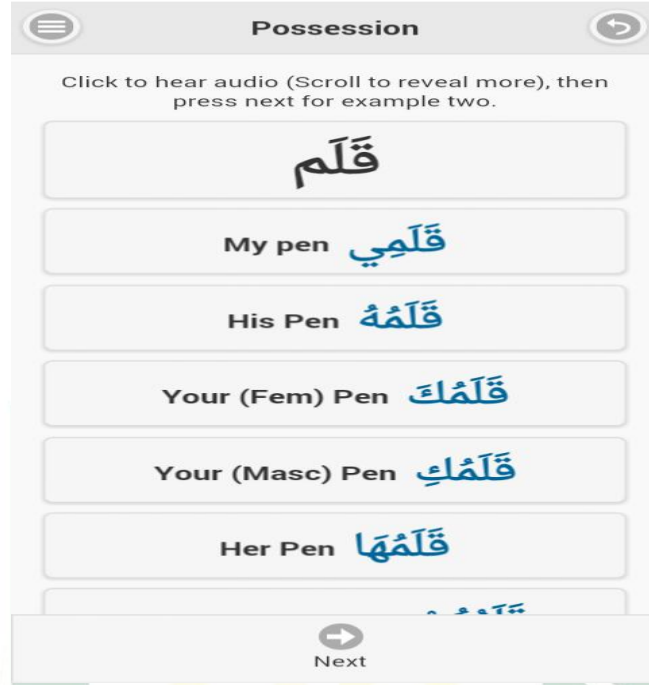 Possession
Click to hear audio (Scroll to reveal more), then
press next for example two.
قَلَم
My pen قَلَمِي
His Pen قَلَمُهُ
Your (Fem) Pen قَلَمُكَ
Your (Masc) Pen قَلَمُكِ
Her Pen قَلَمُهَا
Next